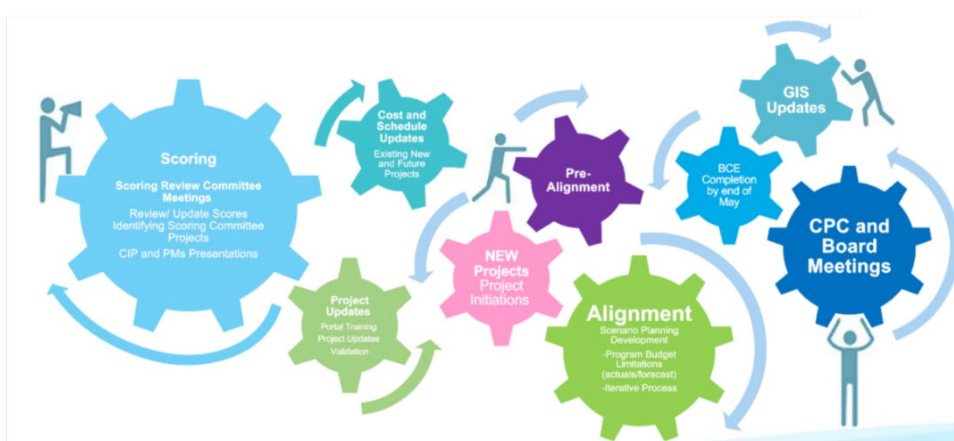 Scoring
Scoring Review Committee
Meetings
Review/ Update Scores
Identifying Scoring Committee
Projects
CIP and PMs Presentations
Cost and
Schedule
Updates
Existing New
and Future
Projects
Project
Updates
Portal Training
Project Updates
Validation
NEW
Projects
Project
Initiations
Pre-
Alignment
Alignment
Scenario Planning
Development
-Program Budget
Limitations
(actuals/forecast)
-Iterative Process
BCE
Completion
by end of
May
GIS
Updates
CPC and
Board
Meetings